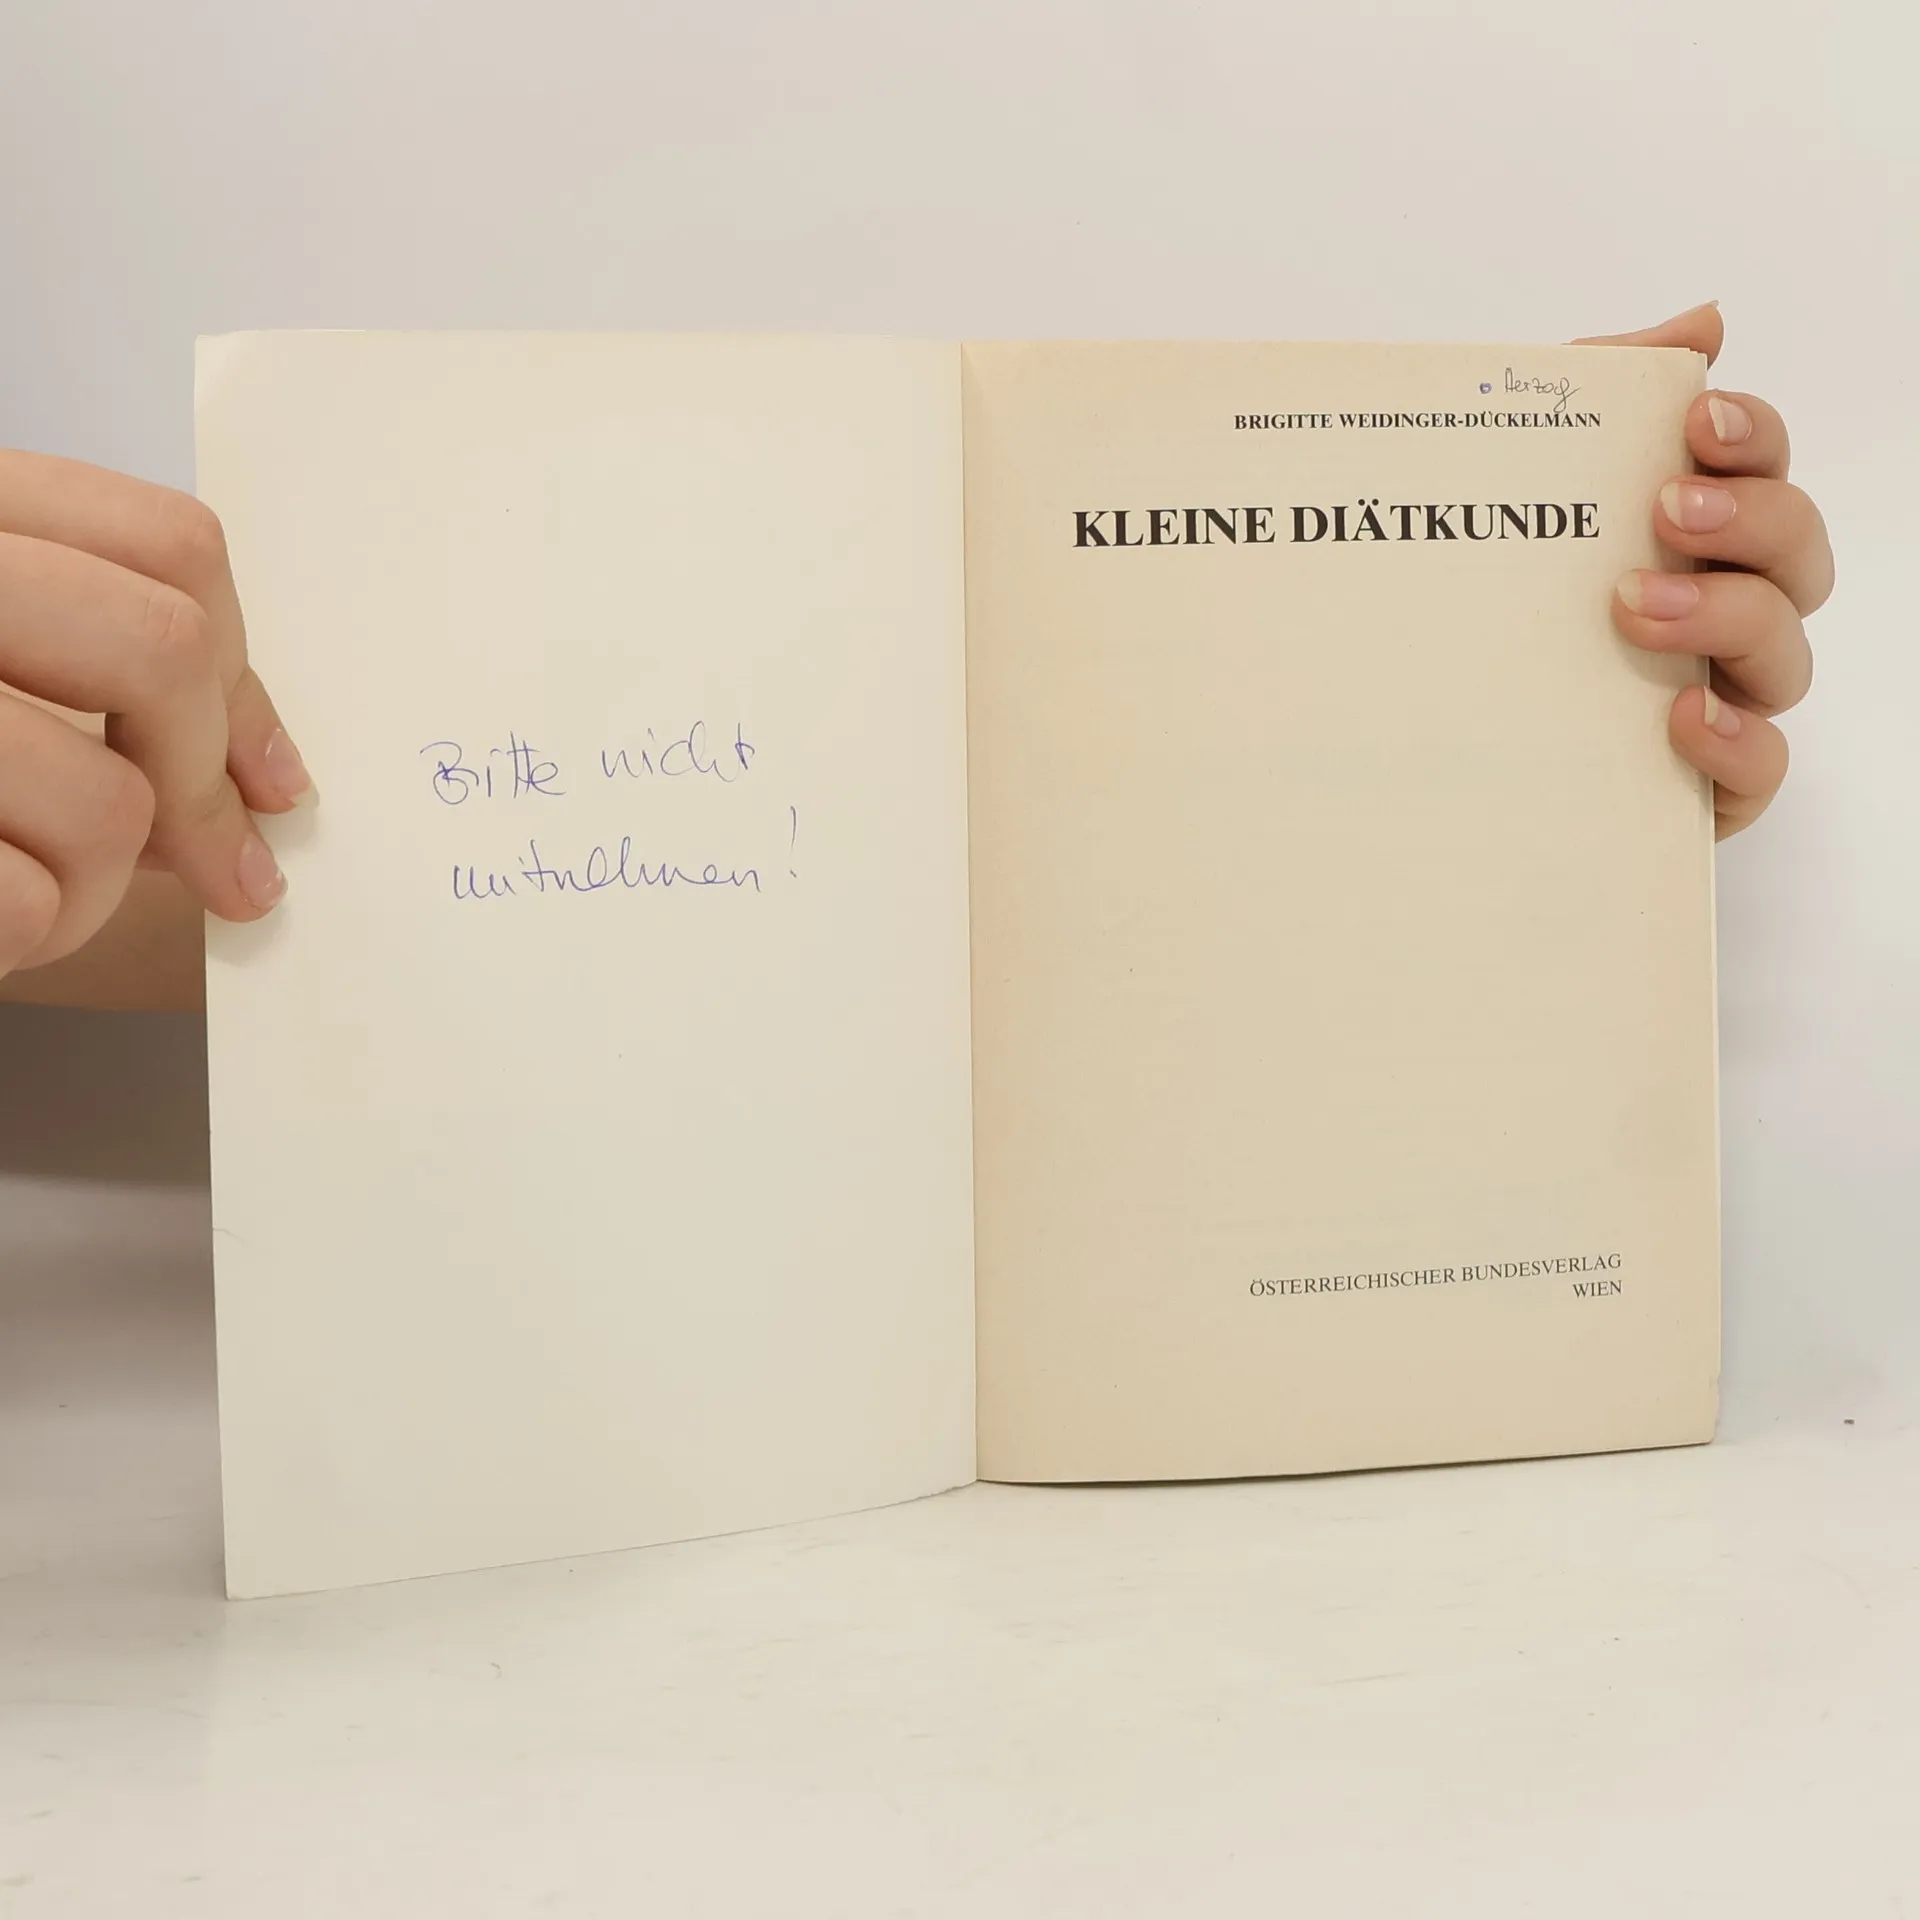 Bitte nicht
mitnehmen!
Herzog
BRIGITTE WEIDINGER-DÜCKELMANN
KLEINE DIÄTKUNDE
ÖSTERREICHISCHER BUNDESVERLAG
WIEN